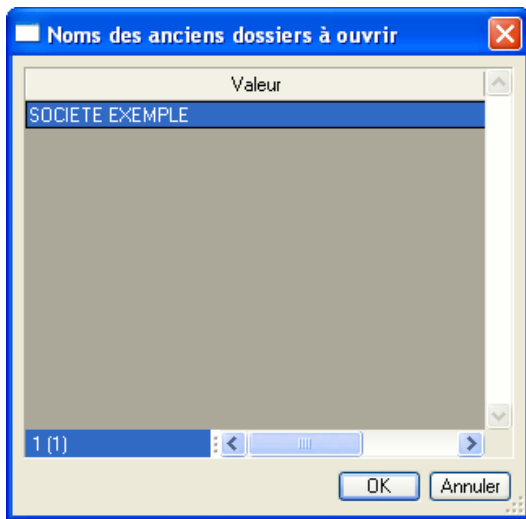 Noms des anciens dossiers à ouvrir
Valeur
SOCIETE EXEMPLE
1 (1)
OK
Annuler